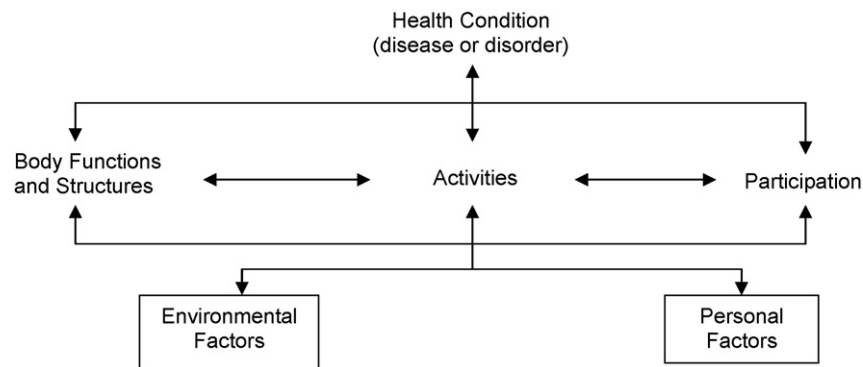 Health Condition
(disease or disorder)
Body Functions
and Structures
Activities
Participation
Environmental
Factors
Personal
Factors